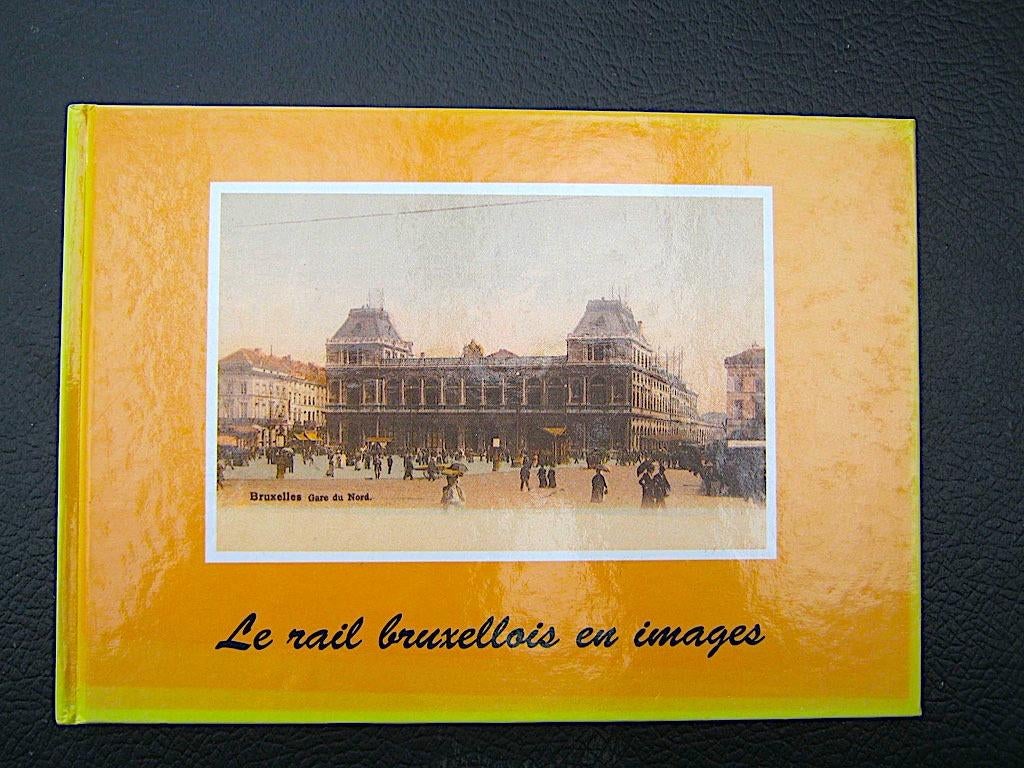 Bruxelles Gare du Nord.
Le rail bruxellois en images